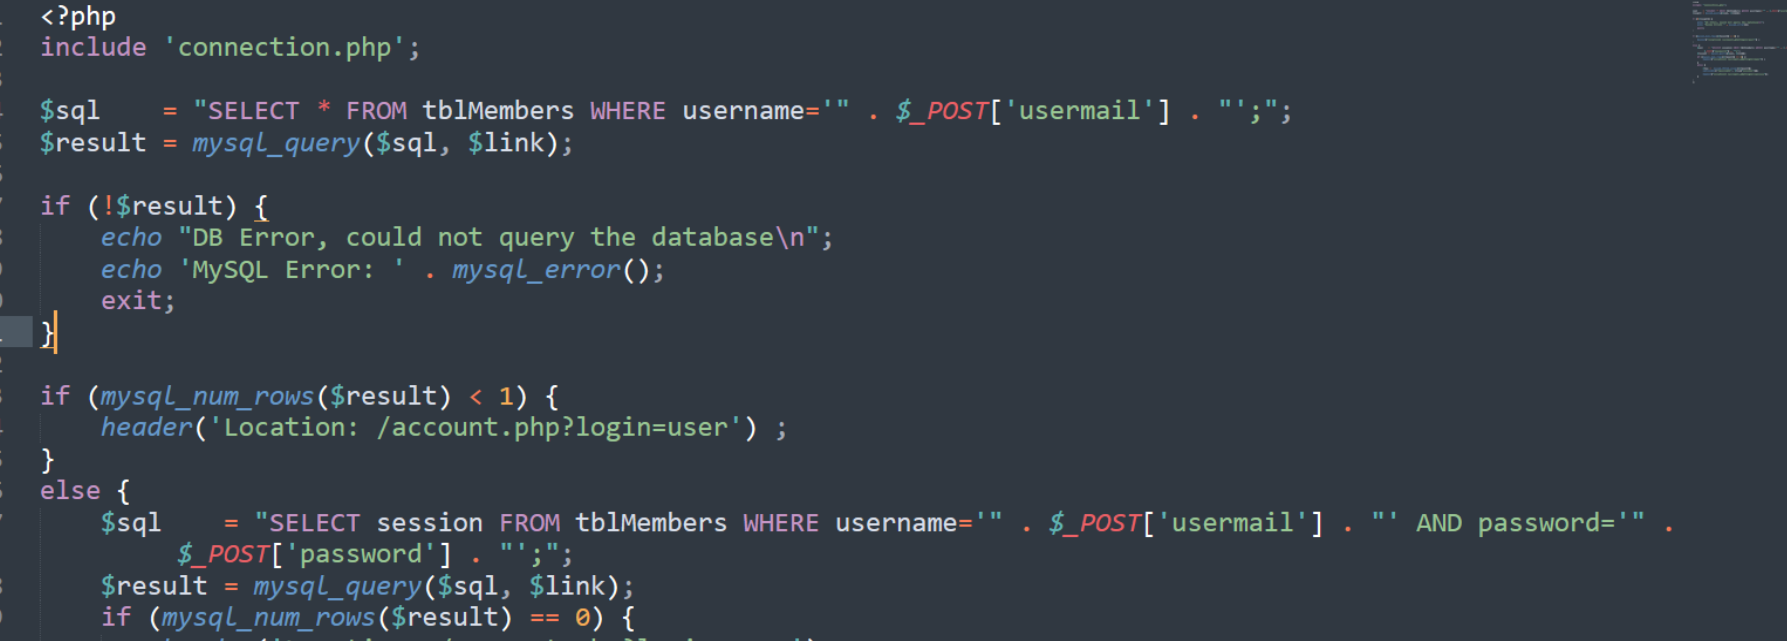 <?php
include 'connection.php';
$sql    = "SELECT * FROM tblMembers WHERE username='" . $_POST['usermail'] . "';";
$result = mysql_query($sql, $link);
if (!$result) {
    echo "DB Error, could not query the database\n";
    echo 'MySQL Error: ' . mysql_error();
    exit;
}
if (mysql_num_rows($result) < 1) {
    header('Location: /account.php?login=user') ;
}
else {
    $sql    = "SELECT session FROM tblMembers WHERE username='" . $_POST['usermail'] . "' AND password='" .
         $_POST['password'] . "';";
    $result = mysql_query($sql, $link);
    if (mysql_num_rows($result) == 0) {